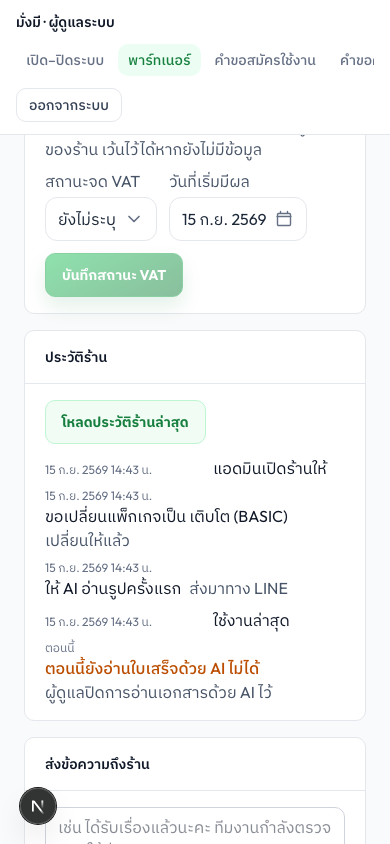 มั่งมี · ผู้ดูแลระบบ
เปิด–ปิดระบบ พาร์ทเนอร์ คำขอสมัครใช้งาน
ออกจากระบบ
ของร้าน เว้นไว้ได้หากยังไม่มีข้อมูล
สถานะจด VAT วันที่เริ่มมีผล
ยังไม่ระบุ 15 ก.ย. 2569
บันทึกสถานะ VAT
ประวัติร้าน
โหลดประวัติร้านล่าสุด
15 ก.ย. 2569 14:43 น. แอดมินเปิดร้านให้
15 ก.ย. 2569 14:43 น.
ขอเปลี่ยนแพ็กเกจเป็น เติบโต (BASIC)
เปลี่ยนให้แล้ว
15 ก.ย. 2569 14:43 น.
ให้ AI อ่านรูปครั้งแรก ส่งมาทาง LINE
15 ก.ย. 2569 14:43 น. ใช้งานล่าสุด
ตอนนี้
ตอนนี้ยังอ่านใบเสร็จด้วย AI ไม่ได้
ผู้ดูแลปิดการอ่านเอกสารด้วย AI ไว้
ส่งข้อความถึงร้าน
N
เช่น ได้รับเรื่องแล้วนะคะ ทีมงานกำลังตรวจ